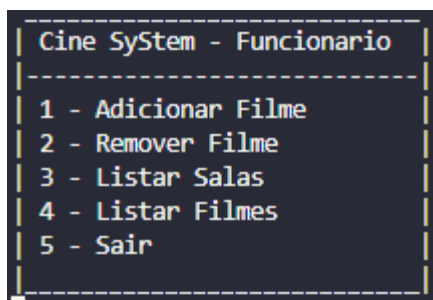 Cine SyStem - Funcionario
1 - Adicionar Filme
2 - Remover Filme
3 - Listar Salas
4 - Listar Filmes
5 - Sair